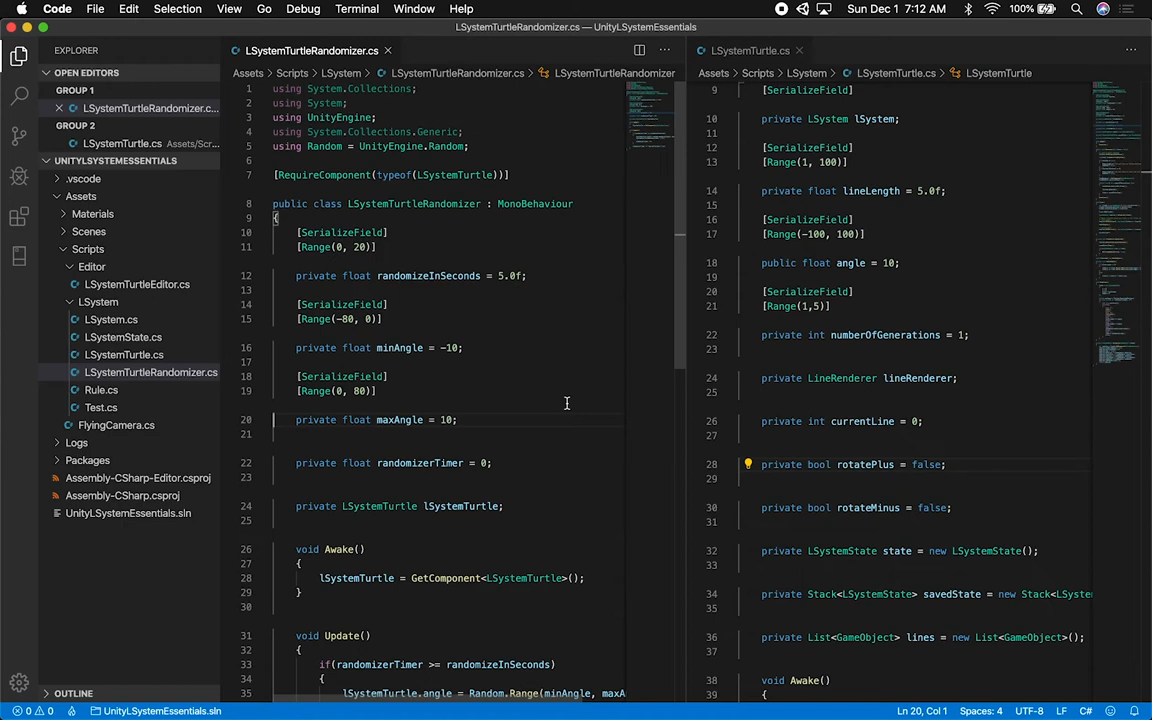 Code File Edit Selection View Go Debug Terminal Window Help
Sun Dec 1 7:12 AM 100%
LSystemTurtleRandomizer.cs — UnityLSystemEssentials
EXPLORER
OPEN EDITORS
GROUP 1
LSystemTurtleRandomizer.c...
GROUP 2
LSystemTurtle.cs Assets/Scr...
UNITYLSYSTEMESSENTIALS
.vscode
Assets
Materials
Scenes
Scripts
Editor
LSystemTurtleEditor.cs
LSystem
LSystem.cs
LSystemState.cs
LSystemTurtle.cs
LSystemTurtleRandomizer.cs
Rule.cs
Test.cs
FlyingCamera.cs
Logs
Packages
Assembly-CSharp-Editor.csproj
Assembly-CSharp.csproj
UnityLSystemEssentials.sln
OUTLINE
LSystemTurtleRandomizer.cs
Assets > Scripts > LSystem > LSystemTurtleRandomizer.cs > LSystemTurtleRandomizer
1 using System.Collections;
2 using System;
3 using UnityEngine;
4 using System.Collections.Generic;
5 using Random = UnityEngine.Random;
6
7 [RequireComponent(typeof(LSystemTurtle))]
8 public class LSystemTurtleRandomizer : MonoBehaviour
9 {
10 [SerializeField]
11 [Range(0, 20)]
12 private float randomizeInSeconds = 5.0f;
13
14 [SerializeField]
15 [Range(-80, 0)]
16 private float minAngle = -10;
17
18 [SerializeField]
19 [Range(0, 80)]
20 private float maxAngle = 10;
21
22 private float randomizerTimer = 0;
23
24 private LSystemTurtle lSystemTurtle;
25
26 void Awake()
27 {
28 lSystemTurtle = GetComponent<LSystemTurtle>();
29 }
30
31 void Update()
32 {
33 if(randomizerTimer >= randomizeInSeconds)
34 {
35 lSystemTurtle.angle = Random.Range(minAngle, maxA
LSystemTurtle.cs
Assets > Scripts > LSystem > LSystemTurtle.cs > LSystemTurtle
9 [SerializeField]
10 private LSystem lSystem;
11
12 [SerializeField]
13 [Range(1, 100)]
14 private float lineLength = 5.0f;
15
16 [SerializeField]
17 [Range(-100, 100)]
18 public float angle = 10;
19
20 [SerializeField]
21 [Range(1,5)]
22 private int numberOfGenerations = 1;
23
24 private LineRenderer lineRenderer;
25
26 private int currentLine = 0;
27
28 private bool rotatePlus = false;
29
30 private bool rotateMinus = false;
31
32 private LSystemState state = new LSystemState();
33
34 private Stack<LSystemState> savedState = new Stack<LSystem
35
36 private List<GameObject> lines = new List<GameObject>();
37
38 void Awake()
39 {
0 0 UnityLSystemEssentials.sln
Ln 20, Col 1 Spaces: 4 UTF-8 LF C#